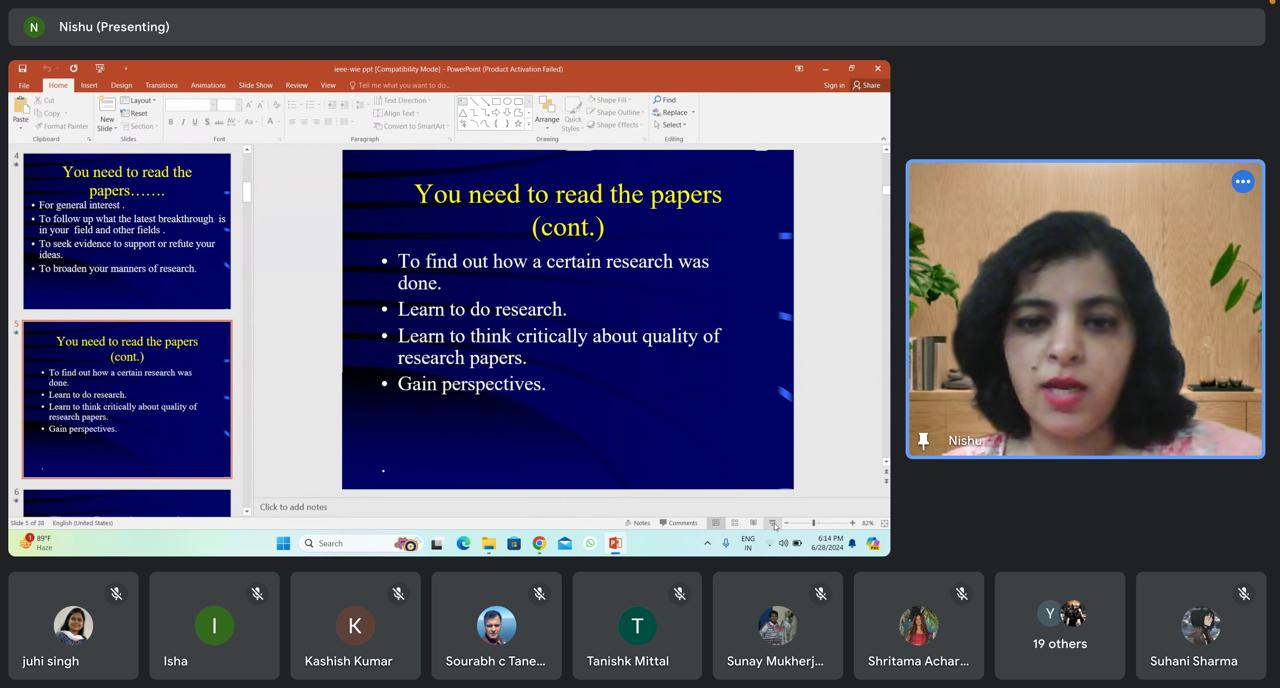 N Nishu (Presenting)
ieee-wie ppt [Compatibility Mode] - PowerPoint (Product Activation Failed)
File Home Insert Design Transitions Animations Slide Show Review View Tell me what you want to do... Sign in Share
Paste
Cut
Copy
Format Painter
Clipboard
New
Slide
Layout
Reset
Section
Slides
B I U S abc AV Aa A
Font
Text Direction
Align Text
Convert to SmartArt
Paragraph
Arrange
Quick
Styles
Shape Fill
Shape Outline
Shape Effects
Drawing
Find
Replace
Select
Editing
4
You need to read the
papers…….
• For general interest .
• To follow up what the latest breakthrough is
in your field and other fields .
• To seek evidence to support or refute your
ideas.
• To broaden your manners of research.
5
You need to read the papers
(cont.)
• To find out how a certain research was
done.
• Learn to do research.
• Learn to think critically about quality of
research papers.
• Gain perspectives.
.
6
You need to read the papers
(cont.)
• To find out how a certain research was
done.
• Learn to do research.
• Learn to think critically about quality of
research papers.
• Gain perspectives.
.
Click to add notes
Slide 5 of 38 English (United States) Notes Comments 82%
1 89°F
Haze
Search
ENG
IN
6:14 PM
6/28/2024
Nishu
juhi singh
I
Isha
K
Kashish Kumar
Sourabh c Tane...
T
Tanishk Mittal
Sunay Mukherj...
Shritama Achar...
Y
19 others
Suhani Sharma